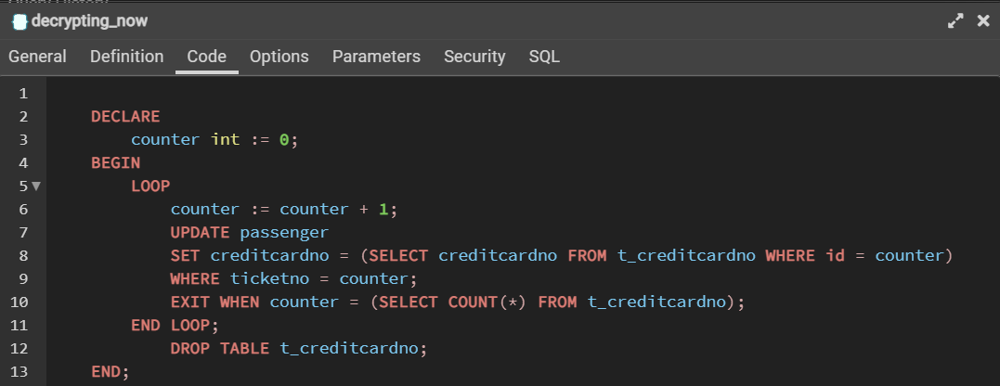 decrypting_now
General Definition Code Options Parameters Security SQL
1
2 DECLARE
3 counter int := 0;
4 BEGIN
5 LOOP
6 counter := counter + 1;
7 UPDATE passenger
8 SET creditcardno = (SELECT creditcardno FROM t_creditcardno WHERE id = counter)
9 WHERE ticketno = counter;
10 EXIT WHEN counter = (SELECT COUNT(*) FROM t_creditcardno);
11 END LOOP;
12 DROP TABLE t_creditcardno;
13 END;